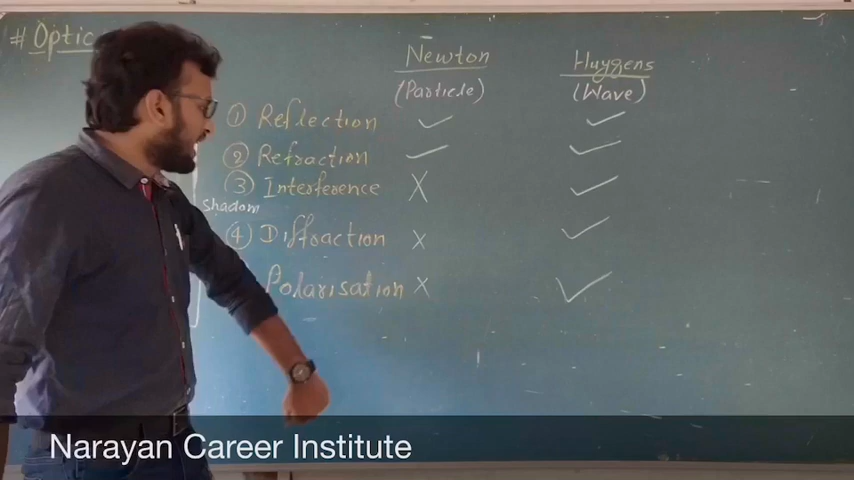 # Optic
Newton Huygens
(Particle) (Wave)
① Reflection ✓ ✓
② Refraction ✓ ✓
③ Interference X ✓
Shadow
④ Diffraction X ✓
Polarisation X ✓
Narayan Career Institute